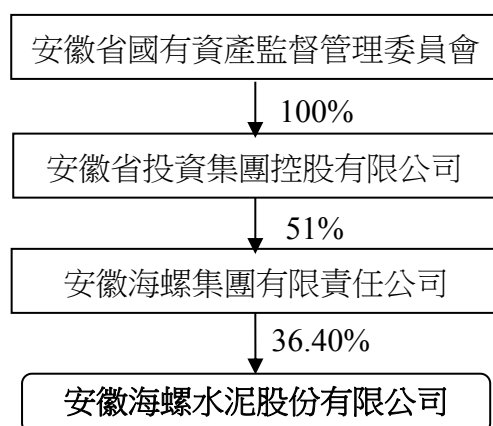 安徽省國有資產監督管理委員會
100%
安徽省投資集團控股有限公司
51%
安徽海螺集團有限責任公司
36.40%
安徽海螺水泥股份有限公司